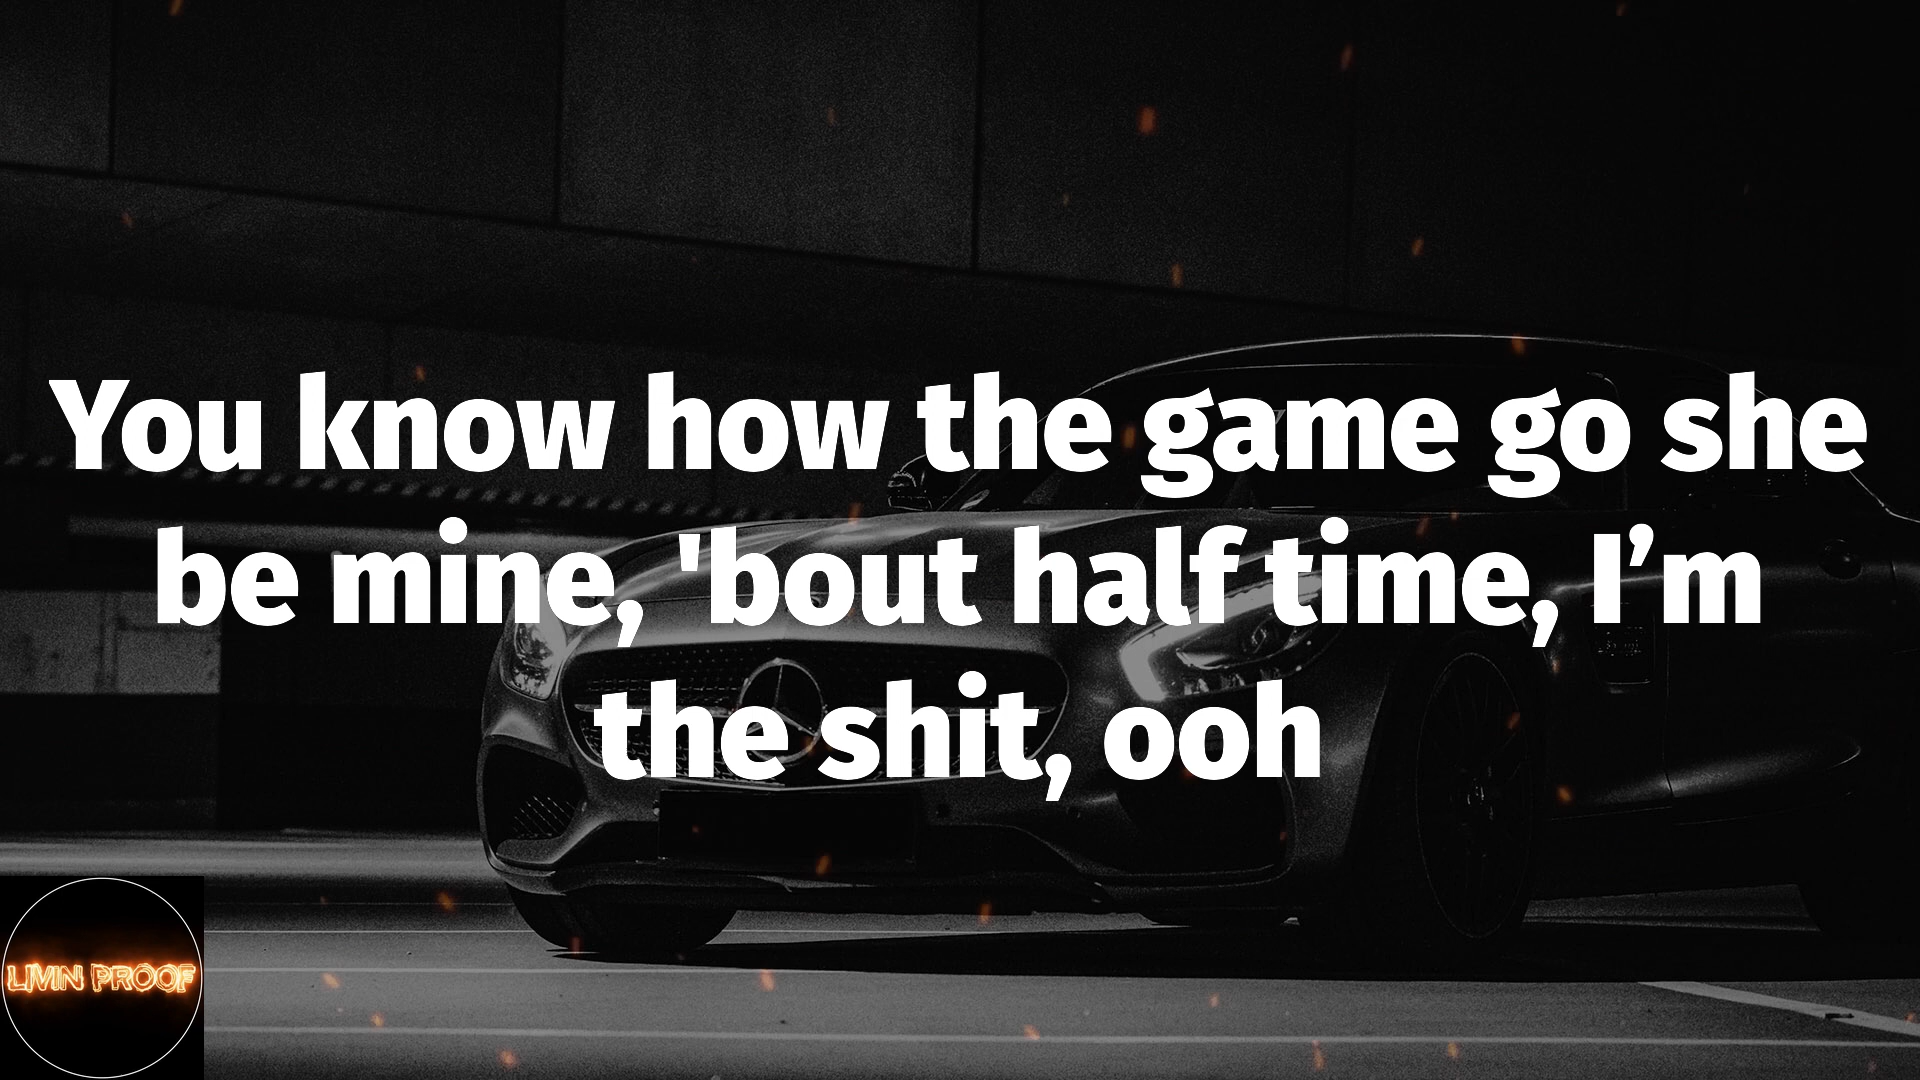 You know how the game go she
be mine, 'bout half time, I’m
the shit, ooh
LIVIN PROOF